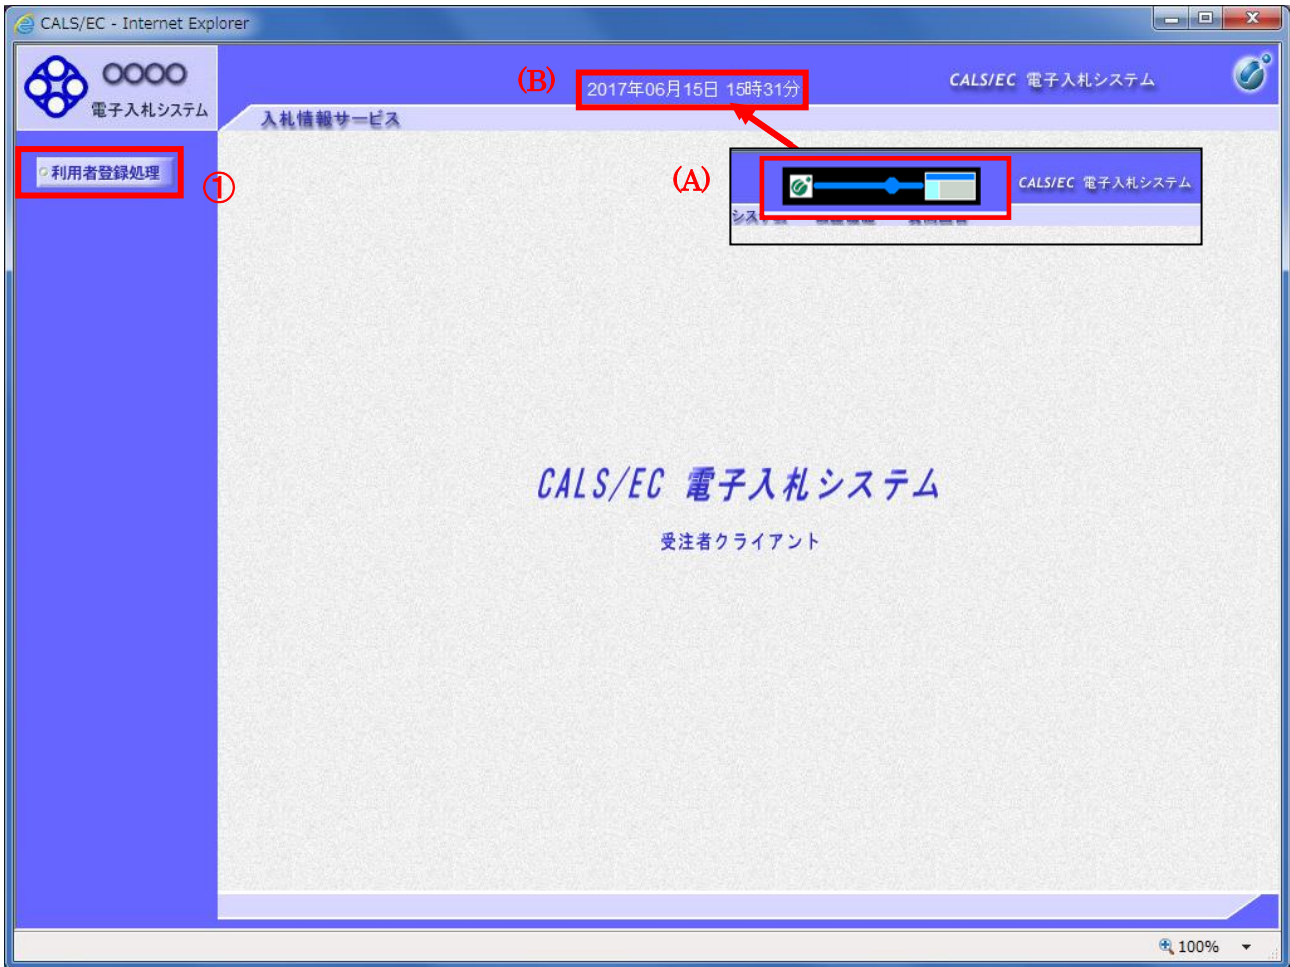 CALS/EC - Internet Explorer
〇〇〇〇
電子入札システム
(B)
2017年06月15日 15時31分
CALS/EC 電子入札システム
入札情報サービス
利用者登録処理
①
(A)
CALS/EC 電子入札システム
CALS/EC 電子入札システム
受注者クライアント
100%